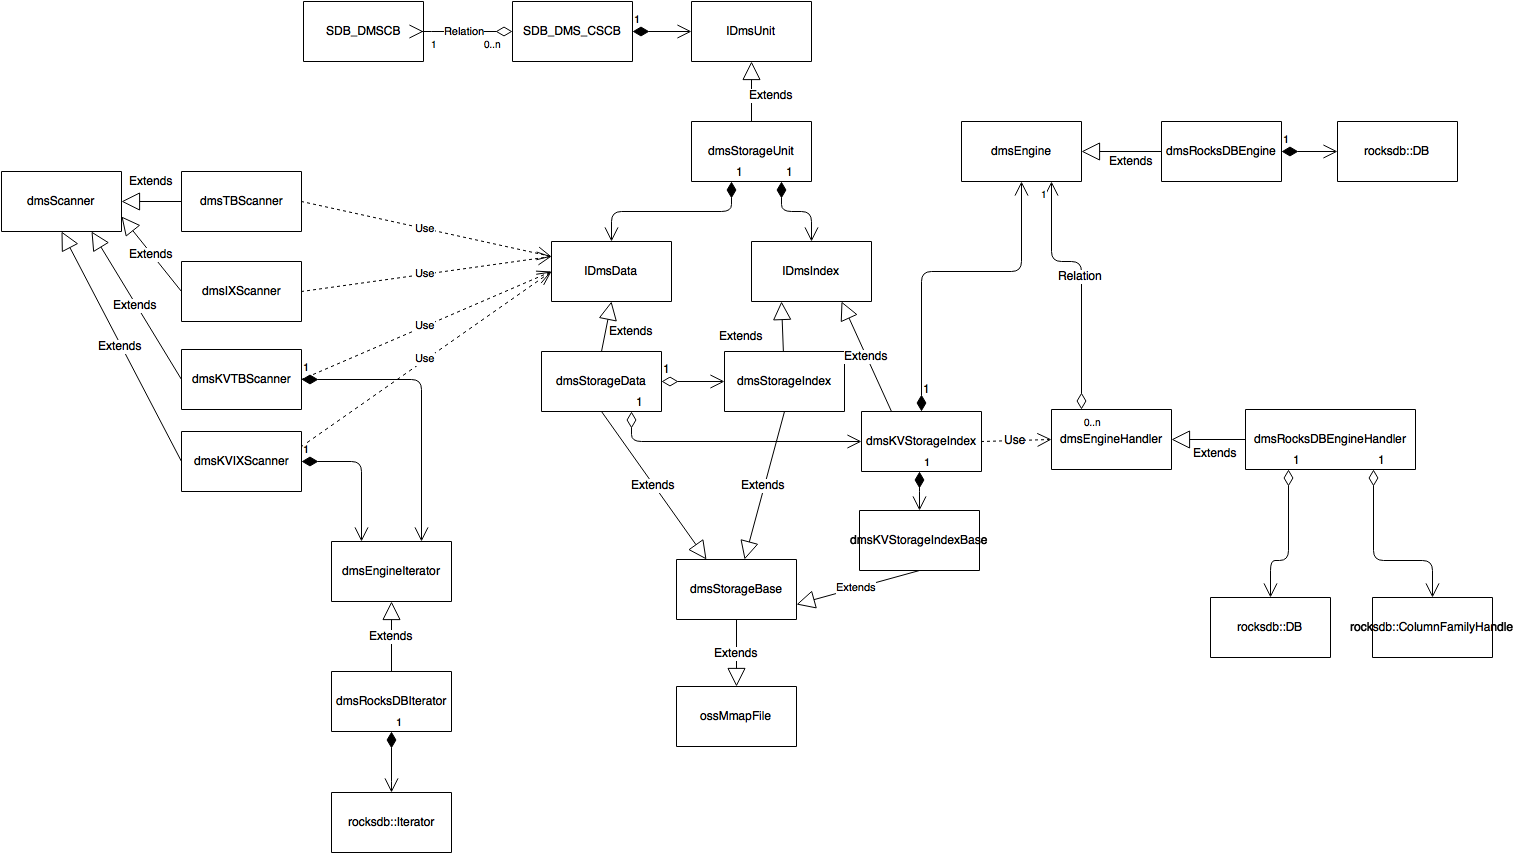 SDB_DMSCB
1
Relation
0..n
SDB_DMS_CSCB
1
IDmsUnit
Extends
dmsStorageUnit
1
1
dmsEngine
1
Extends
dmsRocksDBEngine
1
rocksdb::DB
dmsScanner
Extends
dmsTBScanner
Use
Extends
dmsIXScanner
Use
IDmsData
IDmsIndex
Relation
Extends
dmsKVTBScanner
1
Use
Extends
dmsKVIXScanner
1
Use
Extends
Extends
Extends
dmsStorageData
1
1
dmsStorageIndex
1
dmsKVStorageIndex
1
Use
0..n
dmsEngineHandler
Extends
dmsRocksDBEngineHandler
1
1
Extends
Extends
dmsKVStorageIndexBase
Extends
dmsEngineIterator
dmsStorageBase
rocksdb::DB
rocksdb::ColumnFamilyHandle
Extends
Extends
dmsRocksDBIterator
1
ossMmapFile
rocksdb::Iterator